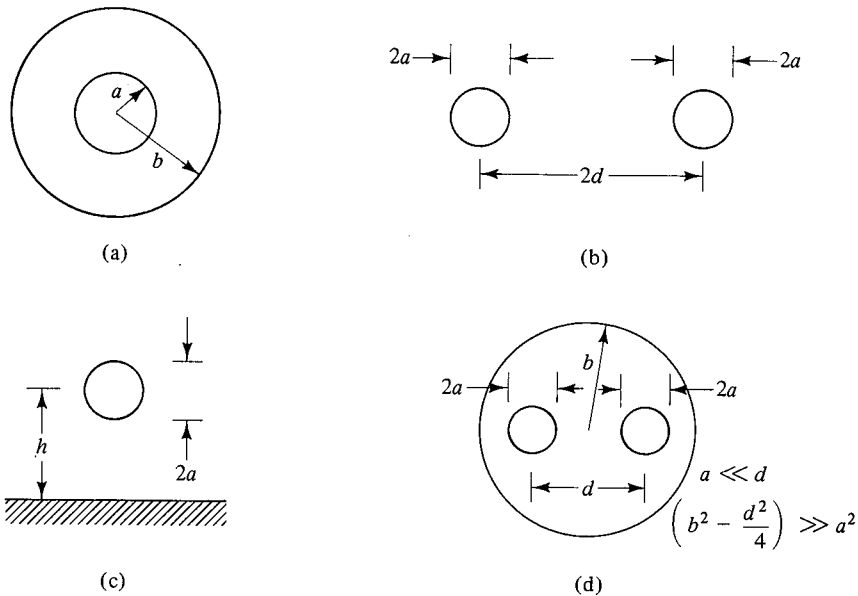 a
b
(a)
2a 2a
2d
(b)
h
2a
(c)
b
2a 2a
d
a ≪ d
(b² − d²/4) ≫ a²
(d)